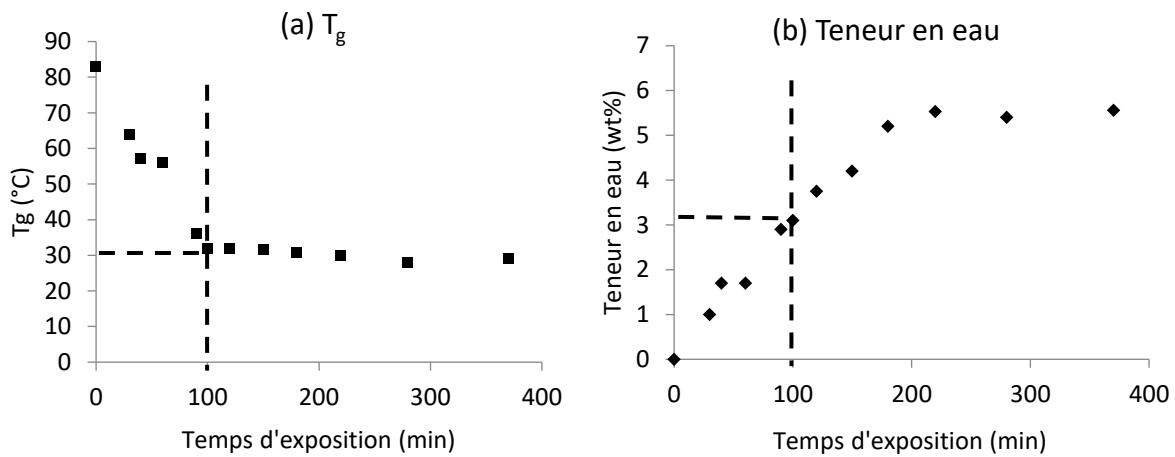 (a) Tg
90
80
70
60
50
40
30
20
10
0
Tg (°C)
0 100 200 300 400
Temps d'exposition (min)
(b) Teneur en eau
7
6
5
4
3
2
1
0
Teneur en eau (wt%)
0 100 200 300 400
Temps d'exposition (min)